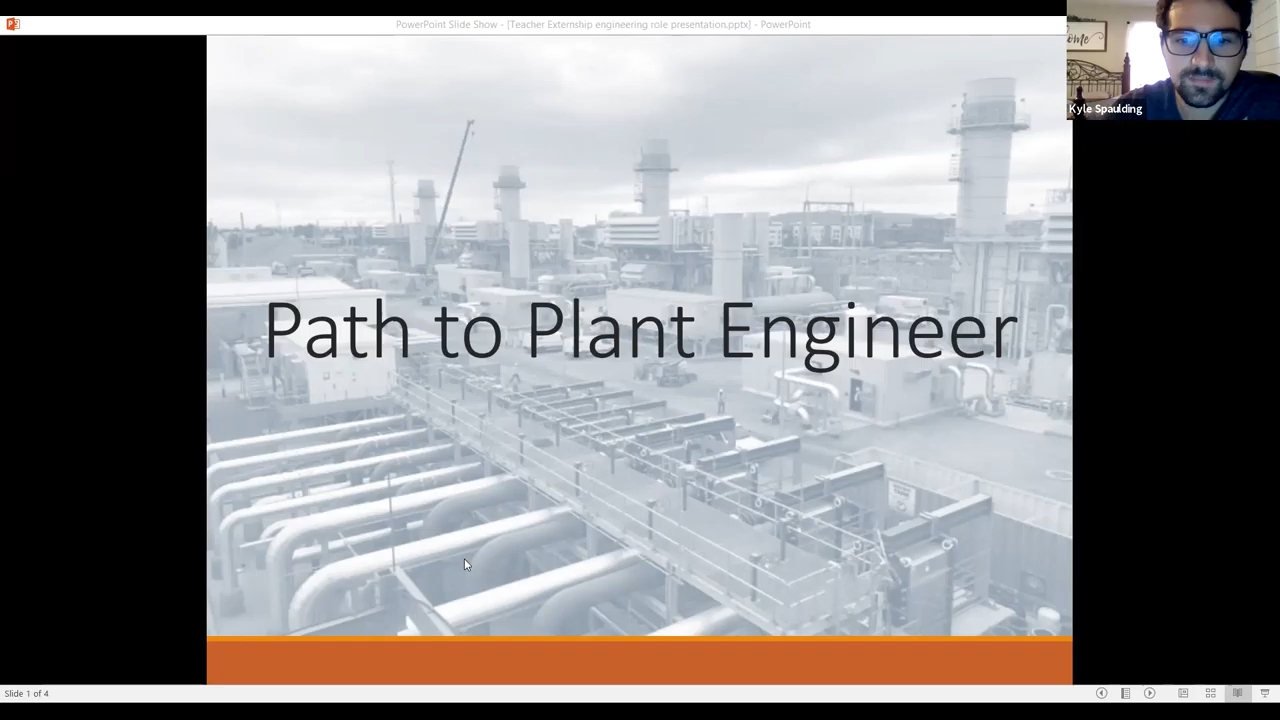 PowerPoint Slide Show - [Teacher Externship engineering role presentation.pptx] - PowerPoint
ome
Kyle Spaulding
Path to Plant Engineer
Slide 1 of 4